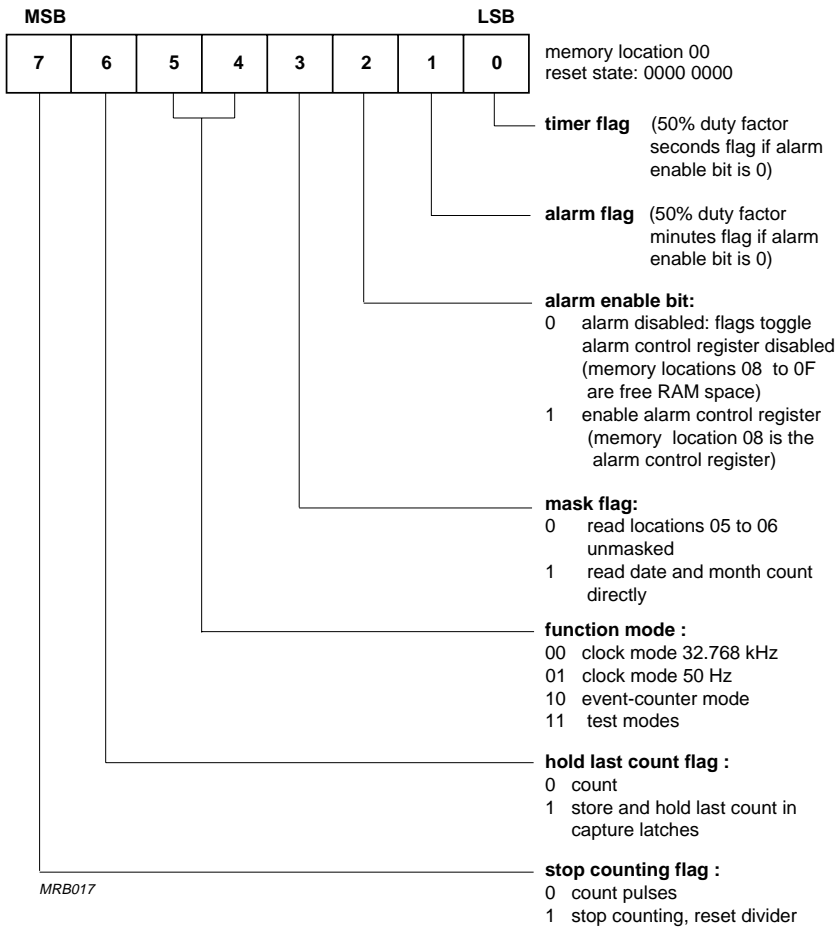 MSB LSB
7 6 5 4 3 2 1 0
memory location 00
reset state: 0000 0000
timer flag (50% duty factor
seconds flag if alarm
enable bit is 0)
alarm flag (50% duty factor
minutes flag if alarm
enable bit is 0)
alarm enable bit:
0 alarm disabled: flags toggle
alarm control register disabled
(memory locations 08 to 0F
are free RAM space)
1 enable alarm control register
(memory location 08 is the
alarm control register)
mask flag:
0 read locations 05 to 06
unmasked
1 read date and month count
directly
function mode :
00 clock mode 32.768 kHz
01 clock mode 50 Hz
10 event-counter mode
11 test modes
hold last count flag :
0 count
1 store and hold last count in
capture latches
stop counting flag :
0 count pulses
1 stop counting, reset divider
MRB017